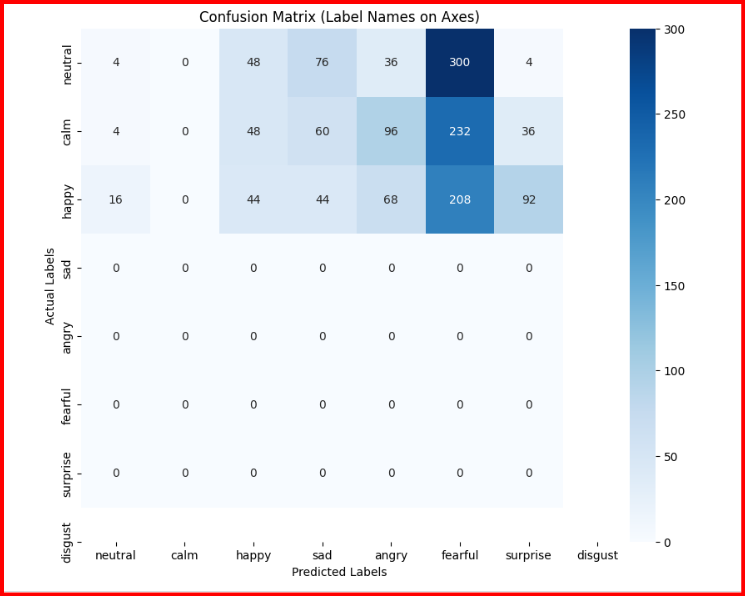 Confusion Matrix (Label Names on Axes)
neutral 4 0 48 76 36 300 4
calm 4 0 48 60 96 232 36
happy 16 0 44 44 68 208 92
sad 0 0 0 0 0 0 0
angry 0 0 0 0 0 0 0
fearful 0 0 0 0 0 0 0
surprise 0 0 0 0 0 0 0
disgust
neutral calm happy sad angry fearful surprise disgust
Predicted Labels
Actual Labels
300
250
200
150
100
50
0